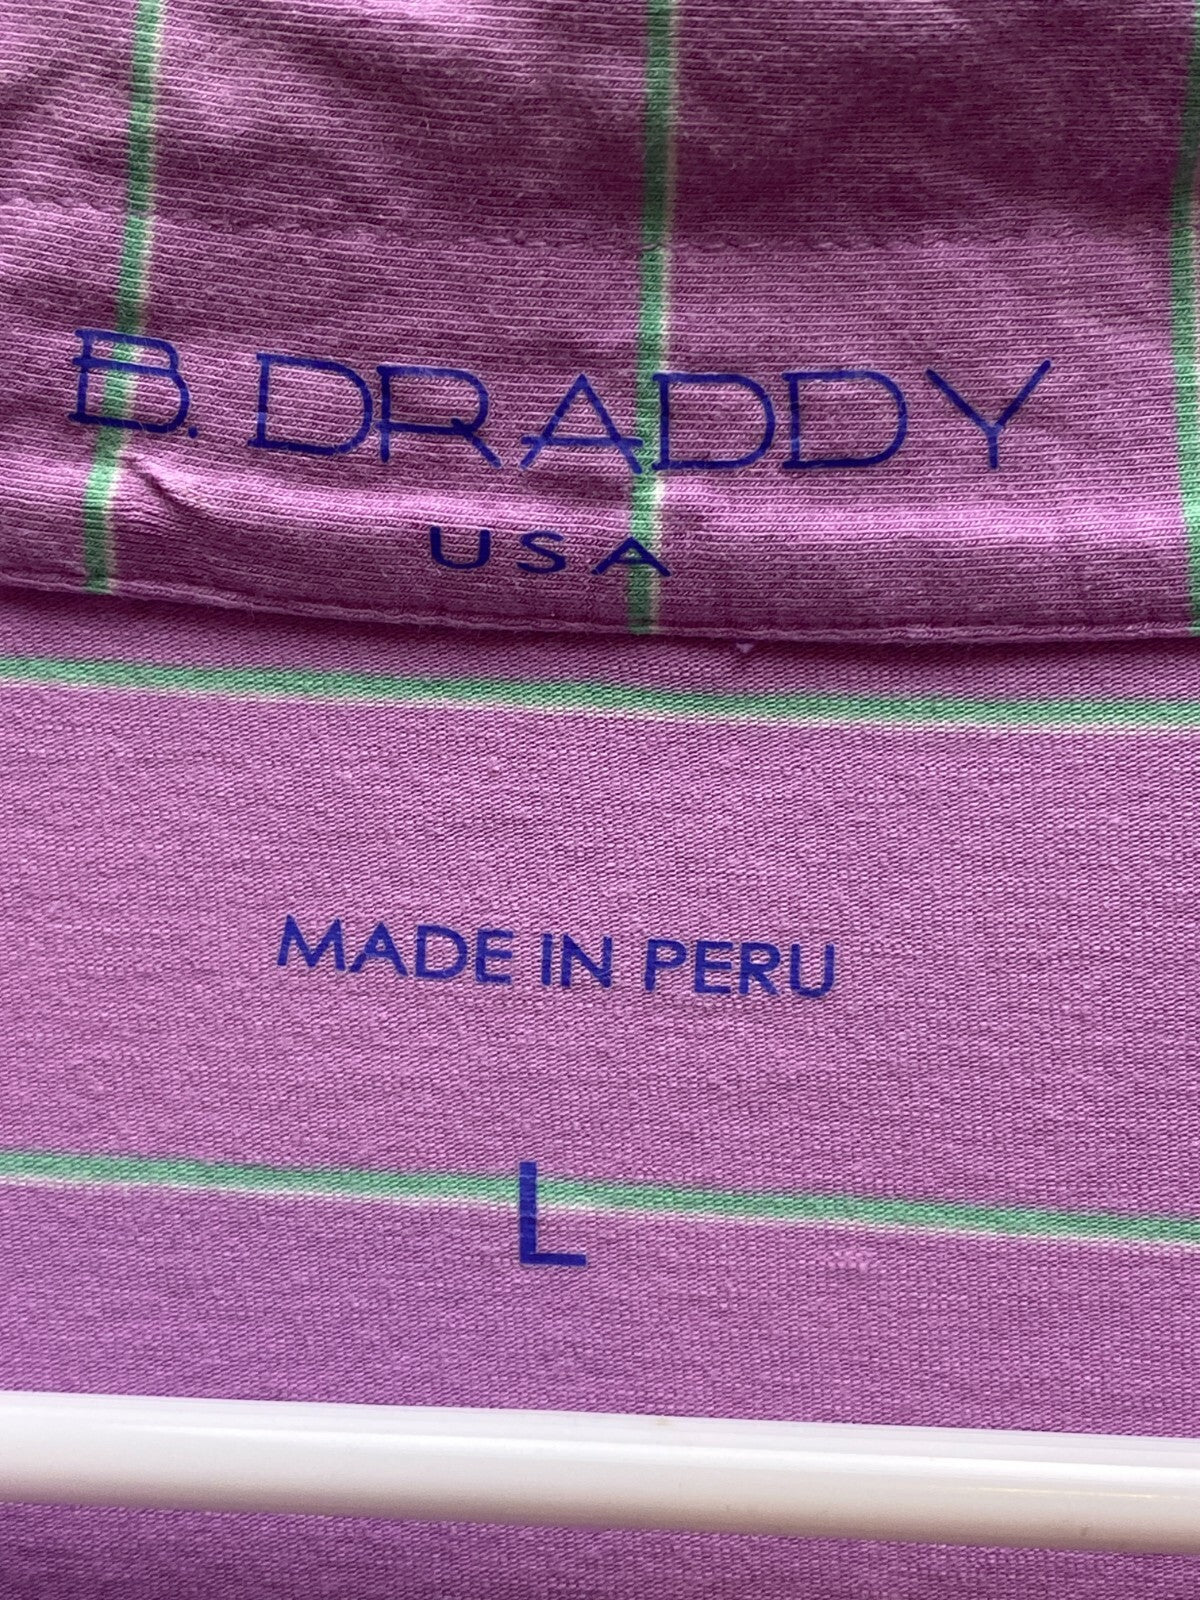 B. DRADDY
USA
MADE IN PERU
L